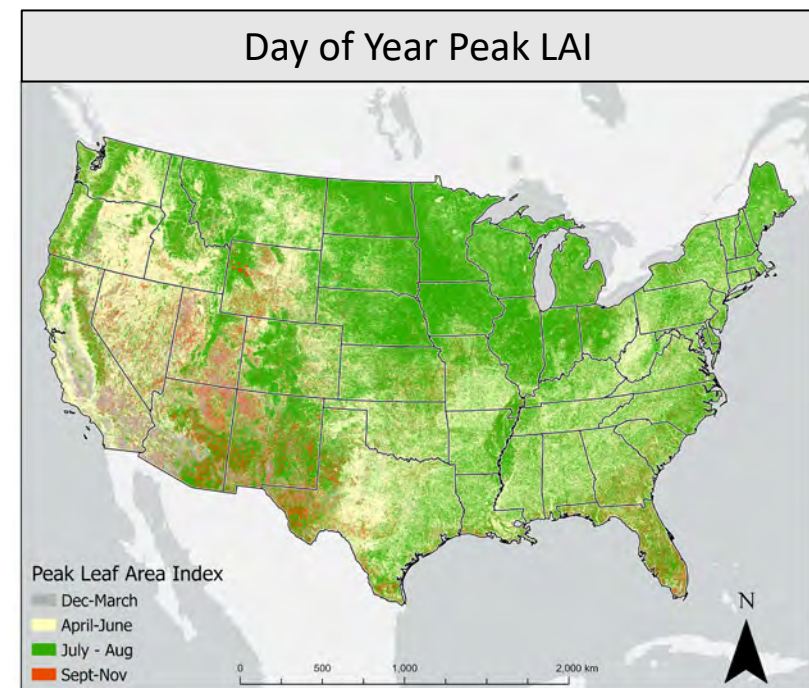 Day of Year Peak LAI
Peak Leaf Area Index
Dec-March
April-June
July - Aug
Sept-Nov
N
0 500 1,000 2,000 km